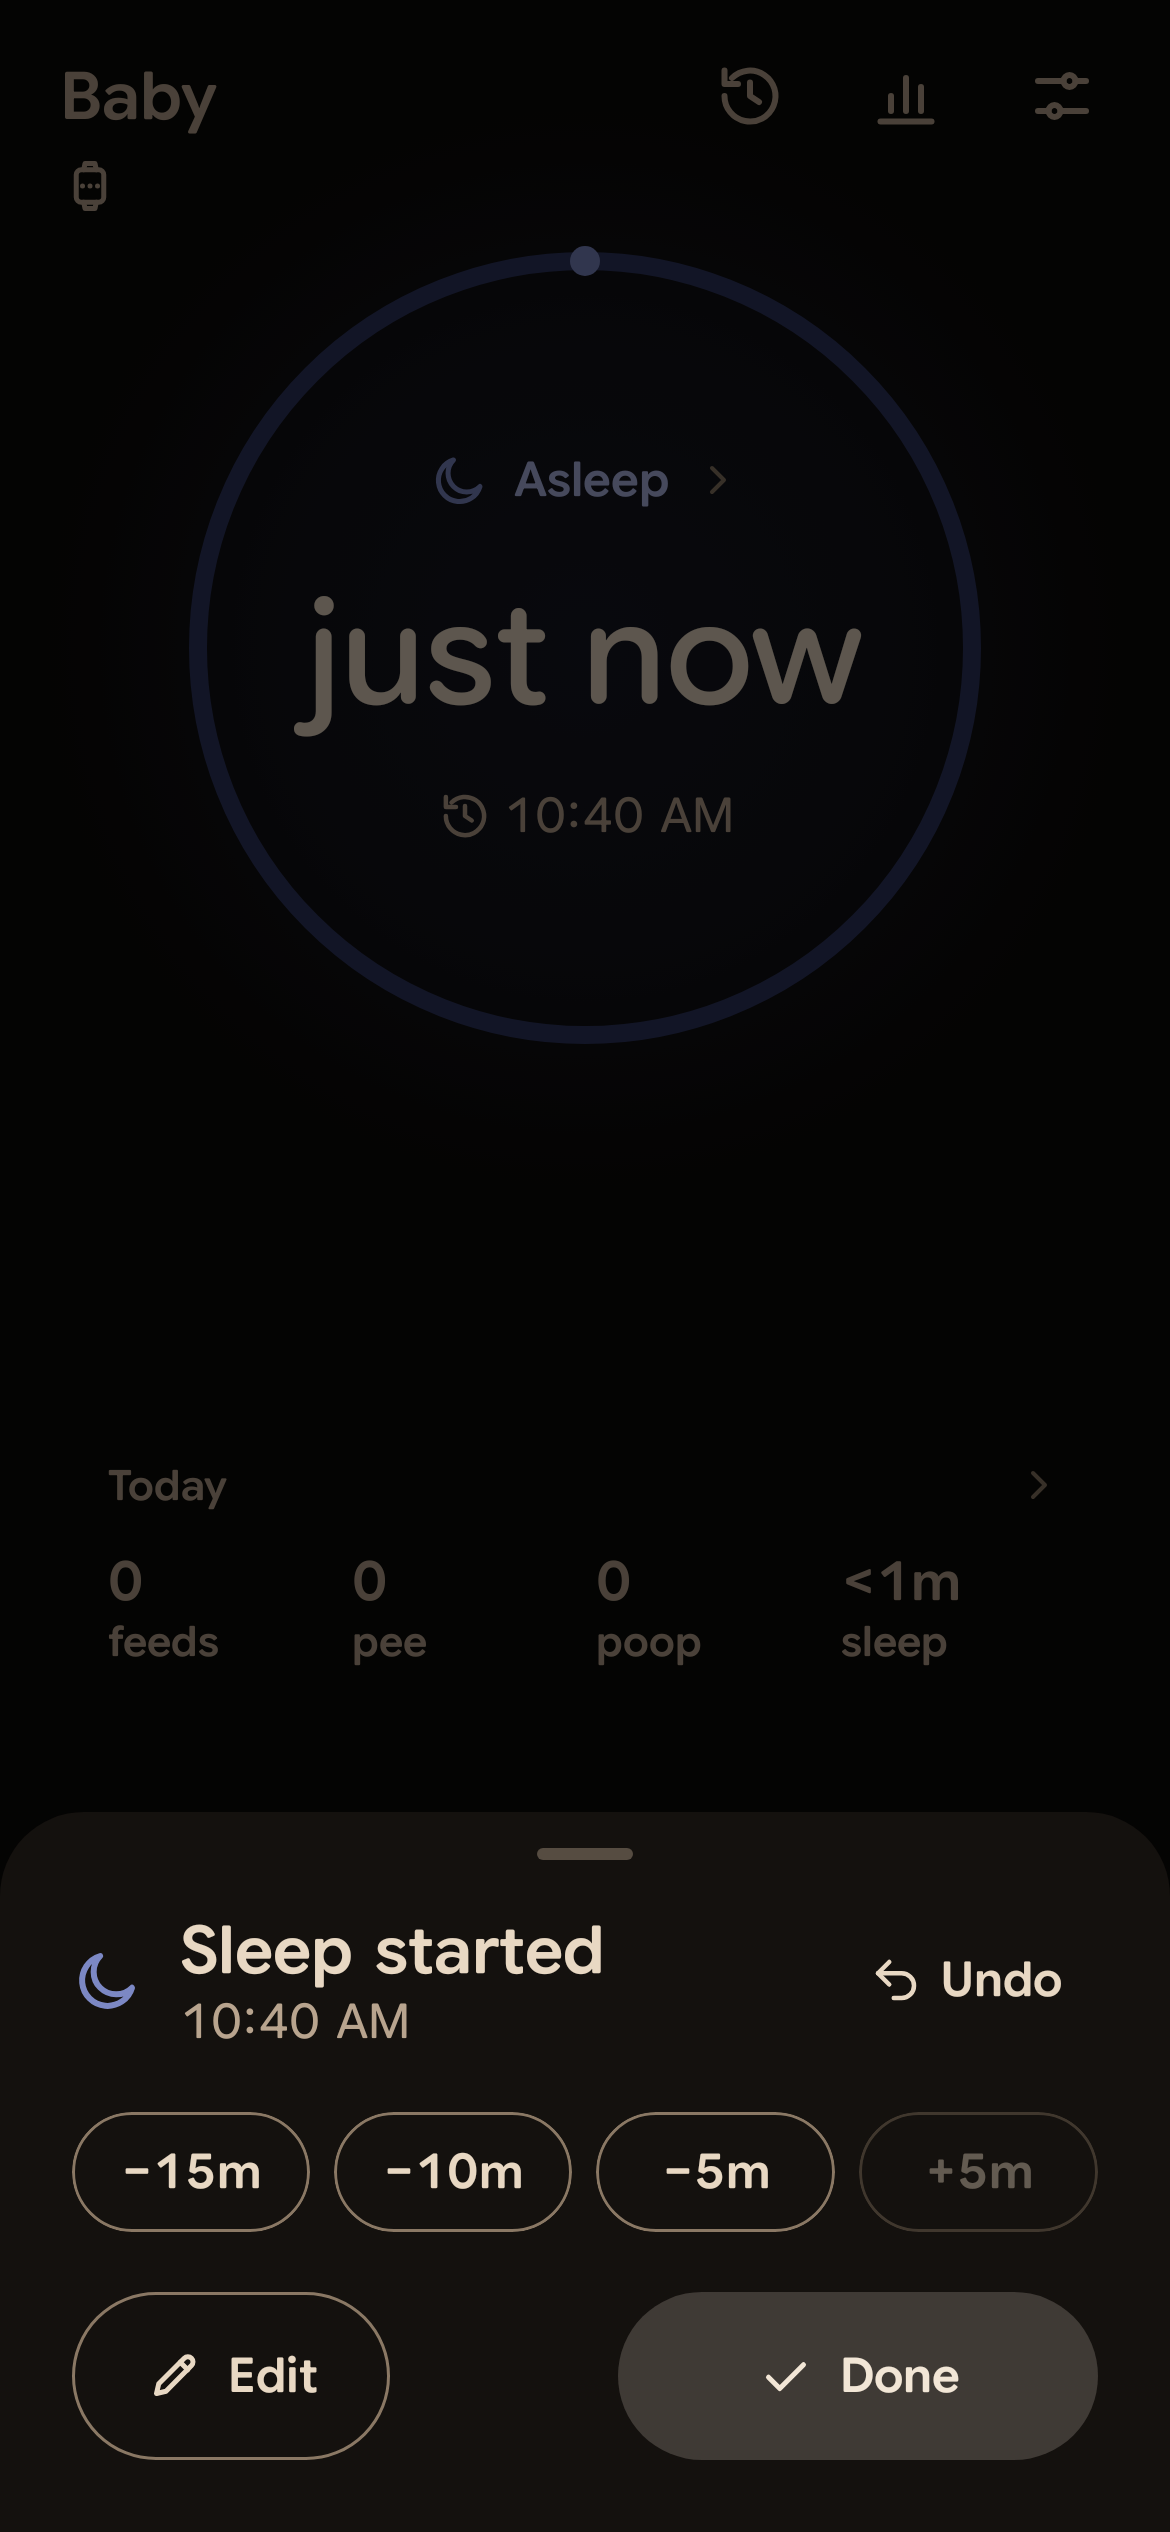 Baby
Asleep
just now
10:40 AM
Today
0 0 0 <1m
feeds pee poop sleep
Sleep started
10:40 AM
Undo
−15m −10m −5m +5m
Edit Done